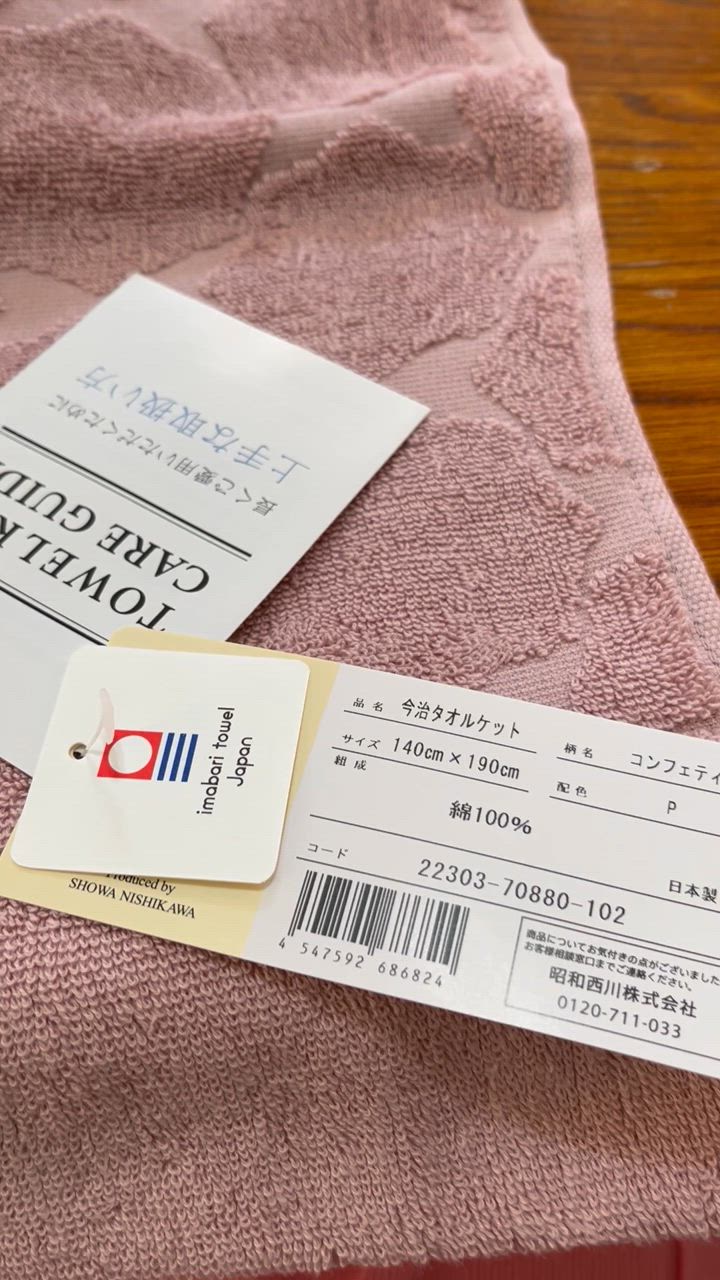 TOWELK
CARE GUID
長くご愛用いただくために
上手な取扱い方
imabari towel
Japan
Produced by
SHOWA NISHIKAWA
品名 今治タオルケット
サイズ 140cm×190cm
組成
綿100%
柄名 コンフェテイ
配色 P
日本製
コード
22303-70880-102
4 547592 686824
商品についてお気付きの点がございました
お客様相談窓口までご連絡ください。
昭和西川株式会社
0120-711-033